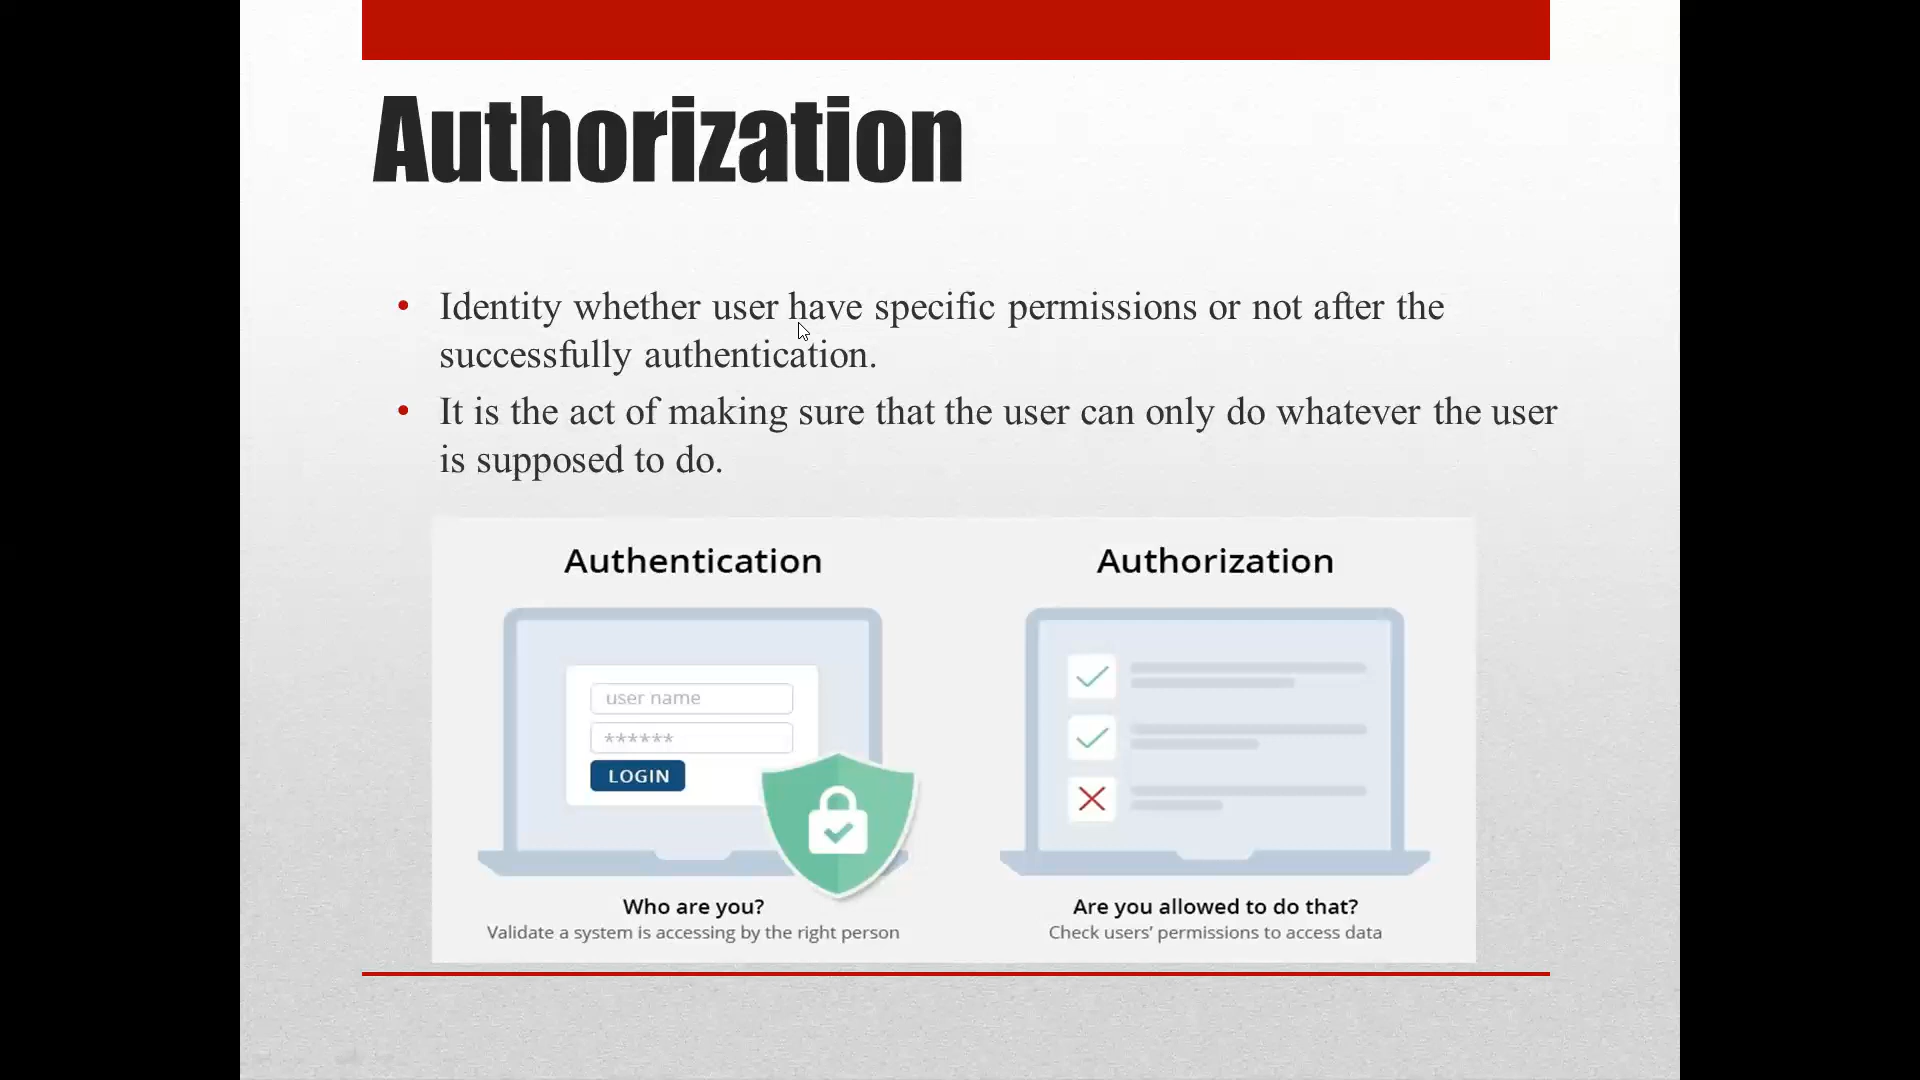 Authorization
• Identity whether user have specific permissions or not after the
successfully authentication.
• It is the act of making sure that the user can only do whatever the user
is supposed to do.
Authentication
user name
******
LOGIN
Who are you?
Validate a system is accessing by the right person
Authorization
Are you allowed to do that?
Check users’ permissions to access data